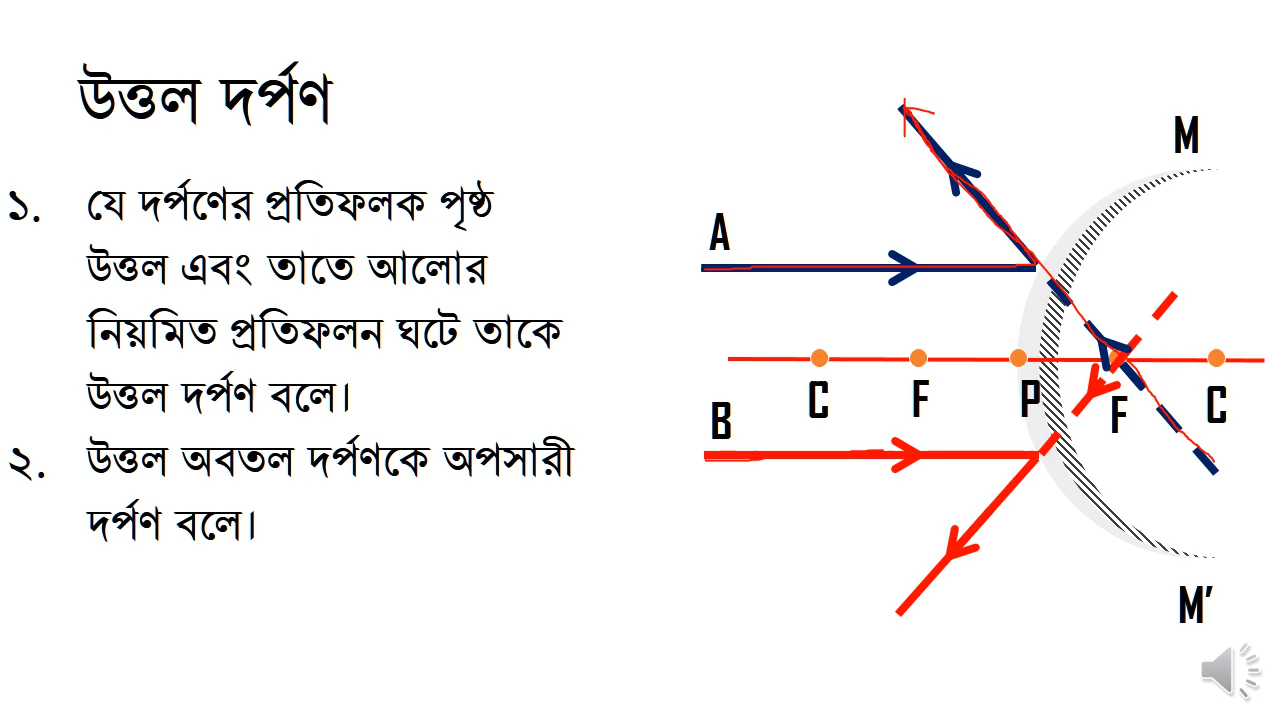 উত্তল দর্পণ
১. যে দর্পণের প্রতিফলক পৃষ্ঠ
উত্তল এবং তাতে আলোর
নিয়মিত প্রতিফলন ঘটে তাকে
উত্তল দর্পণ বলে।
২. উত্তল অবতল দর্পণকে অপসারী
দর্পণ বলে।
M
A
C F P F C
B
M′